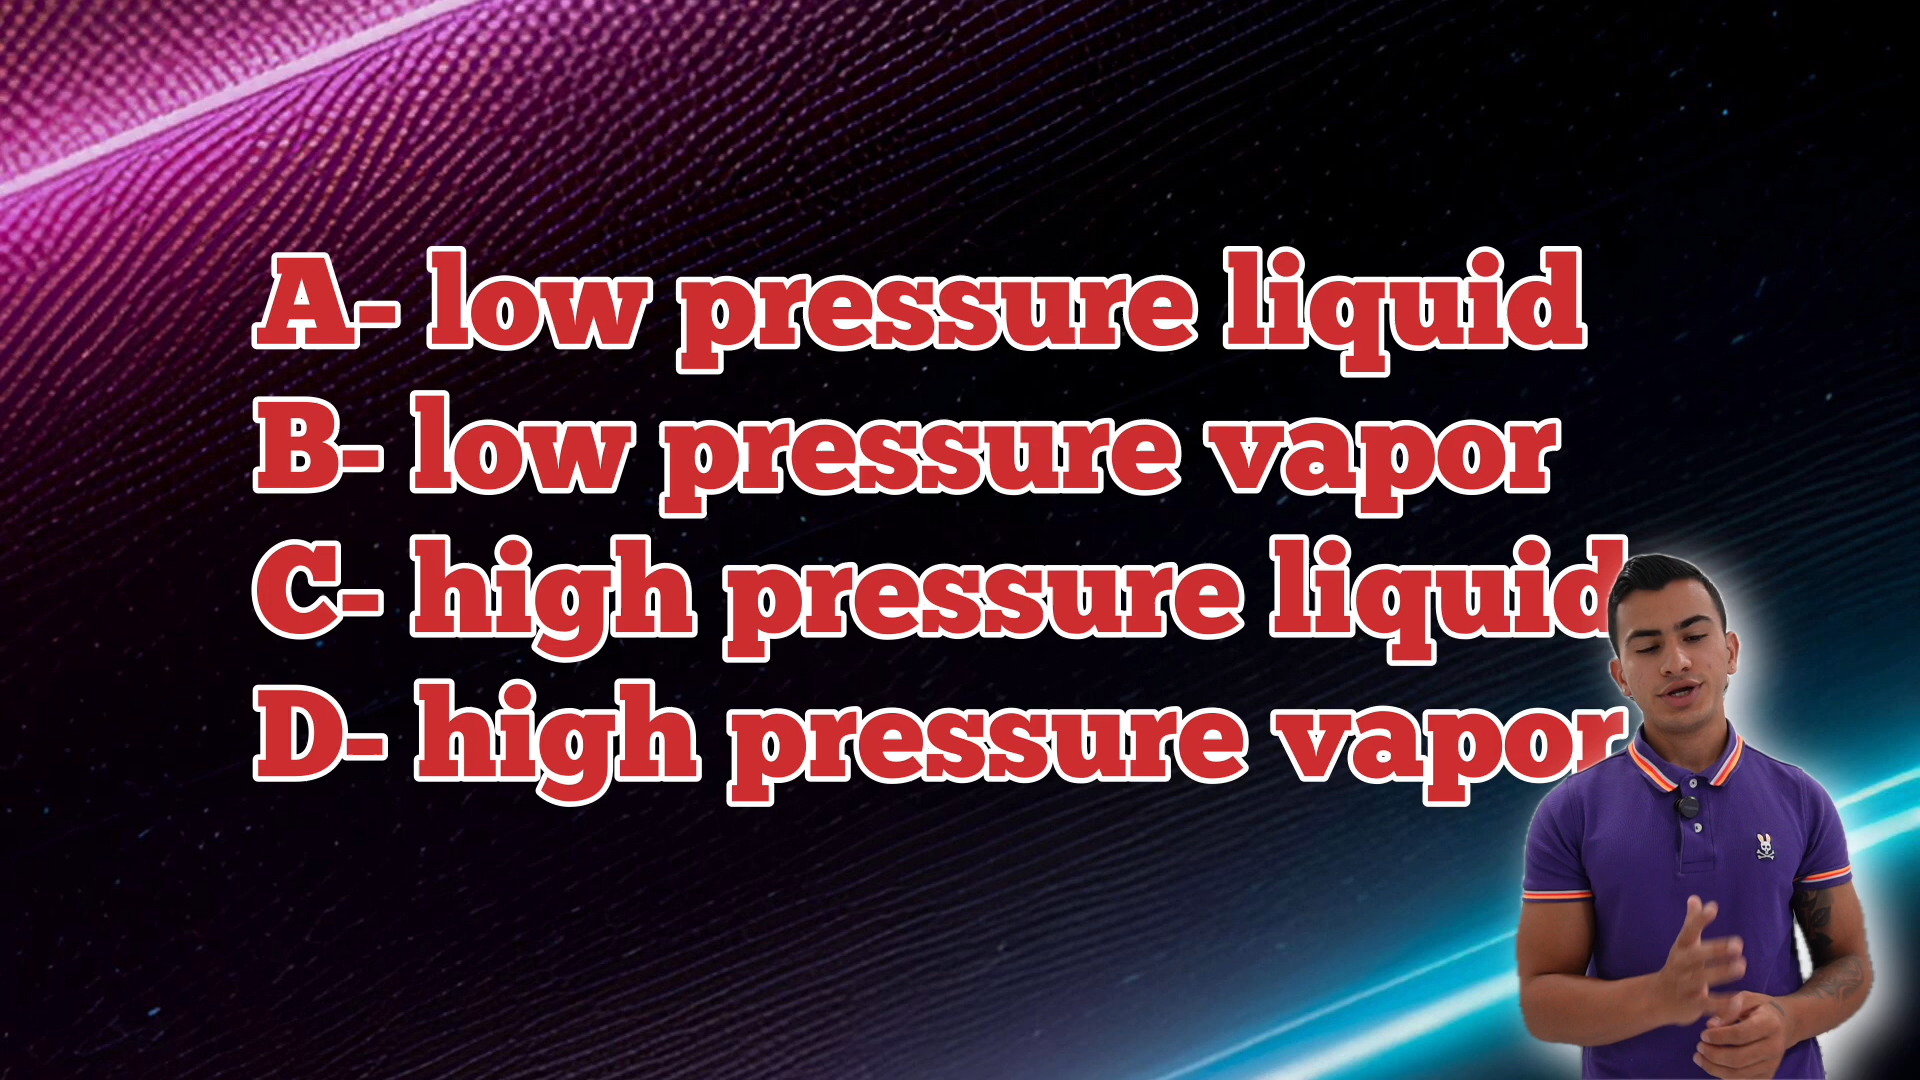 A- low pressure liquid
B- low pressure vapor
C- high pressure liquid
D- high pressure vapor